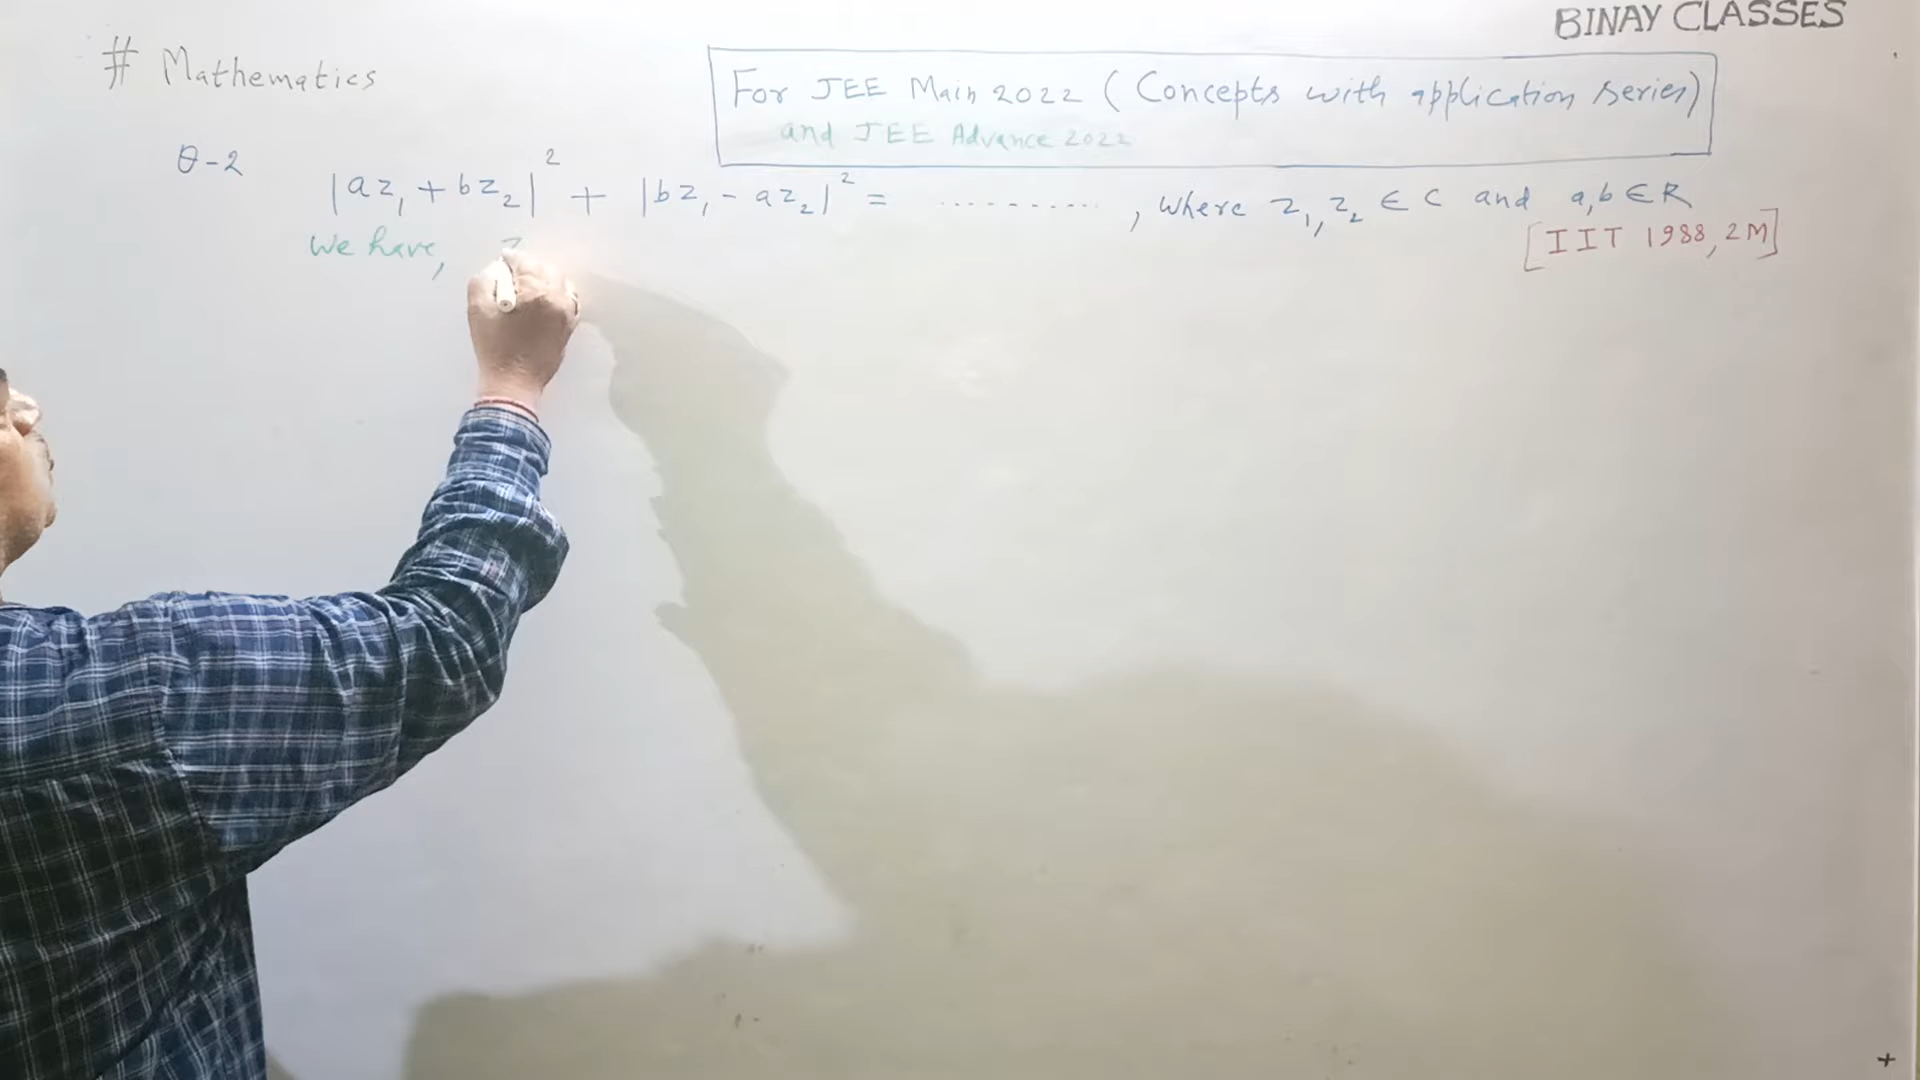 BINAY CLASSES
# Mathematics
For JEE Main 2022 (Concepts with application series)
and JEE Advance 2022
θ-2
|az₁ + bz₂|² + |bz₁ - az₂|² = .........., where z₁, z₂ ∈ C and a,b ∈ R
[IIT 1988, 2M]
We have, z